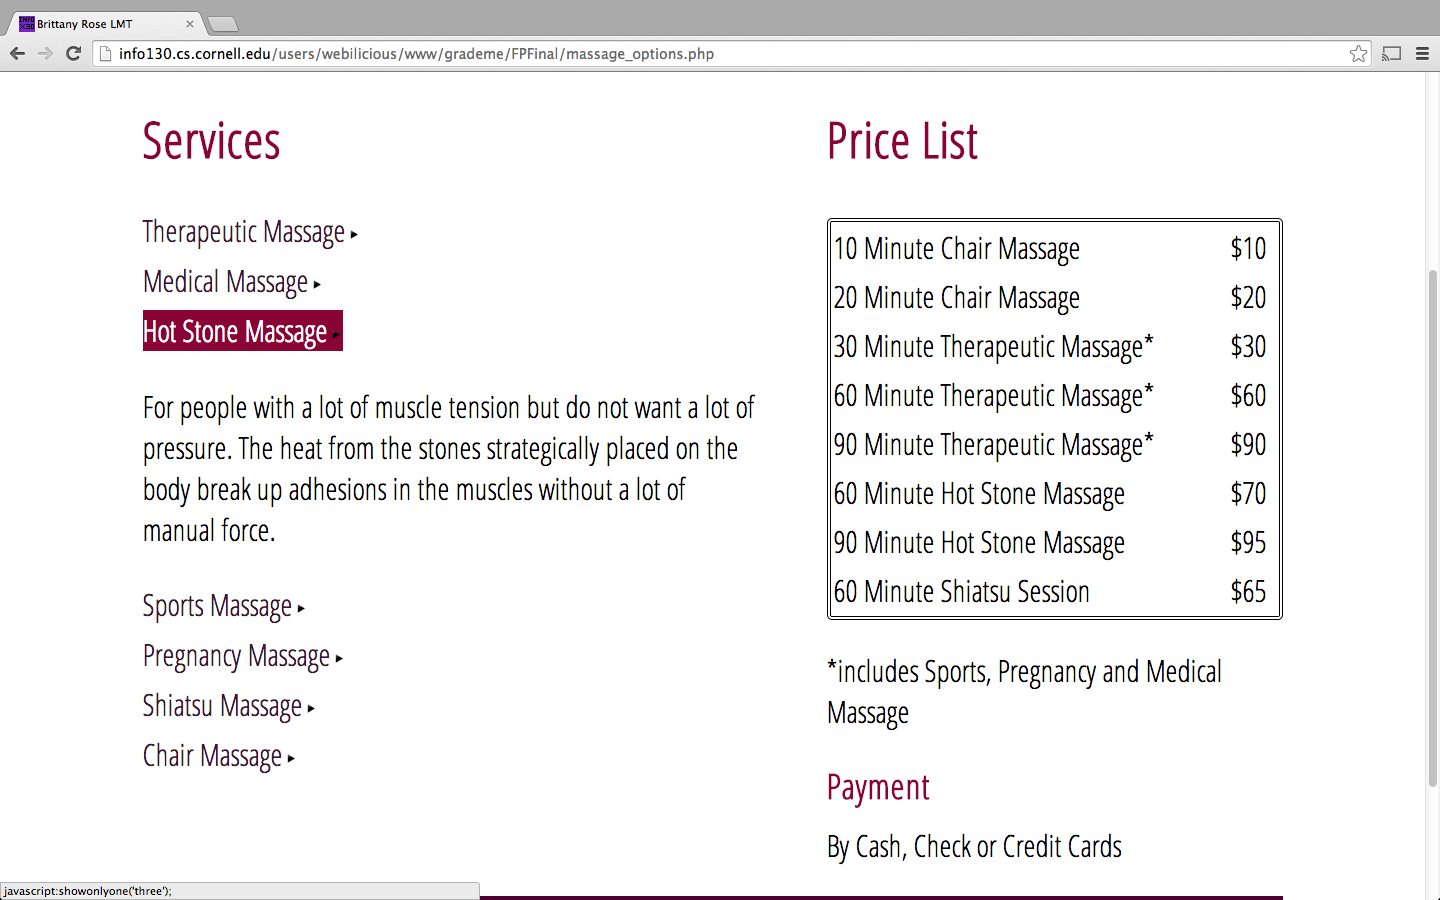 Brittany Rose LMT
info130.cs.cornell.edu/users/webilicious/www/grademe/FPFinal/massage_options.php
Services
Therapeutic Massage
Medical Massage
Hot Stone Massage
For people with a lot of muscle tension but do not want a lot of
pressure. The heat from the stones strategically placed on the
body break up adhesions in the muscles without a lot of
manual force.
Sports Massage
Pregnancy Massage
Shiatsu Massage
Chair Massage
Price List
10 Minute Chair Massage $10
20 Minute Chair Massage $20
30 Minute Therapeutic Massage* $30
60 Minute Therapeutic Massage* $60
90 Minute Therapeutic Massage* $90
60 Minute Hot Stone Massage $70
90 Minute Hot Stone Massage $95
60 Minute Shiatsu Session $65
*includes Sports, Pregnancy and Medical
Massage
Payment
By Cash, Check or Credit Cards
javascript:showonlyone('three');